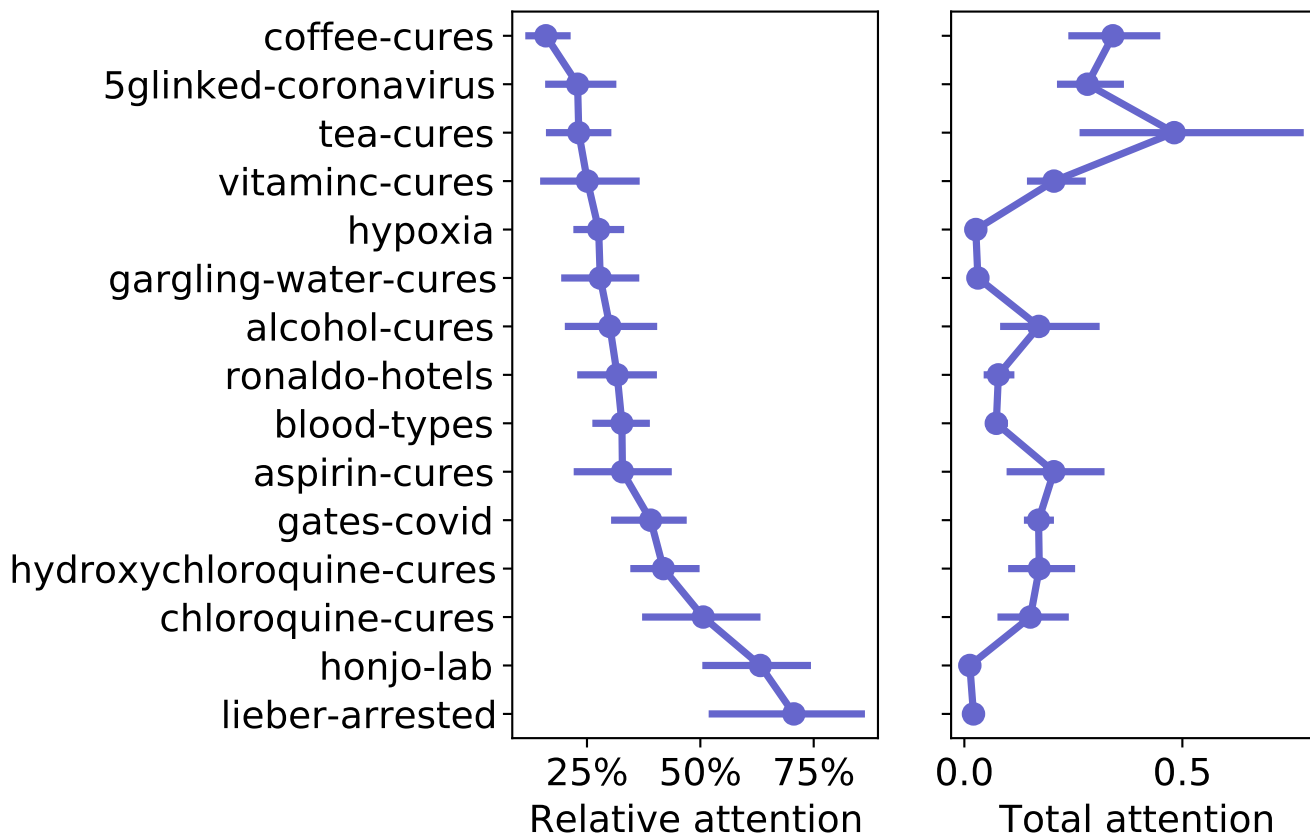 coffee-cures
5glinked-coronavirus
tea-cures
vitaminc-cures
hypoxia
gargling-water-cures
alcohol-cures
ronaldo-hotels
blood-types
aspirin-cures
gates-covid
hydroxychloroquine-cures
chloroquine-cures
honjo-lab
lieber-arrested
25% 50% 75%
Relative attention
0.0 0.5
Total attention